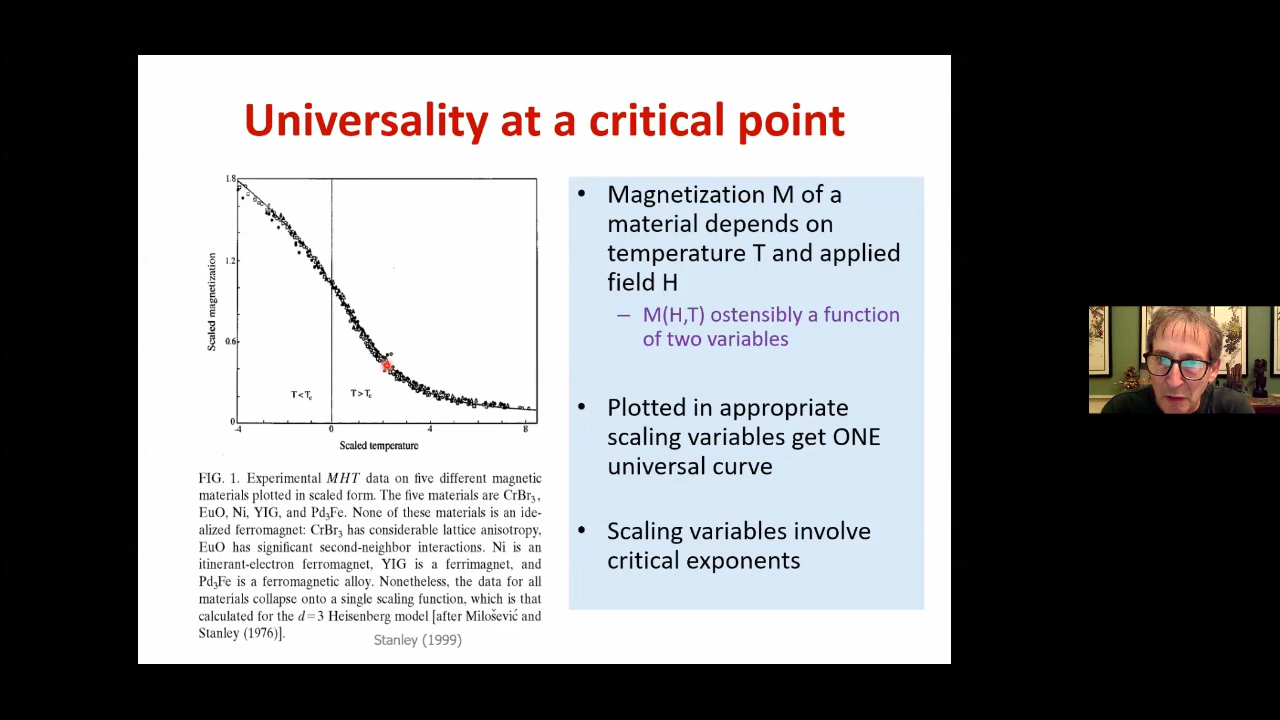 Universality at a critical point
1.8
1.2
0.6
0
-4
0
4
8
Scaled magnetization
T<Tc
T>Tc
Scaled temperature
FIG. 1. Experimental MHT data on five different magnetic
materials plotted in scaled form. The five materials are CrBr3,
EuO, Ni, YIG, and Pd3Fe. None of these materials is an ide-
alized ferromagnet: CrBr3 has considerable lattice anisotropy,
EuO has significant second-neighbor interactions. Ni is an
itinerant-electron ferromagnet, YIG is a ferrimagnet, and
Pd3Fe is a ferromagnetic alloy. Nonetheless, the data for all
materials collapse onto a single scaling function, which is that
calculated for the d=3 Heisenberg model [after Milošević and
Stanley (1976)].
Stanley (1999)
• Magnetization M of a
material depends on
temperature T and applied
field H
– M(H,T) ostensibly a function
of two variables
• Plotted in appropriate
scaling variables get ONE
universal curve
• Scaling variables involve
critical exponents